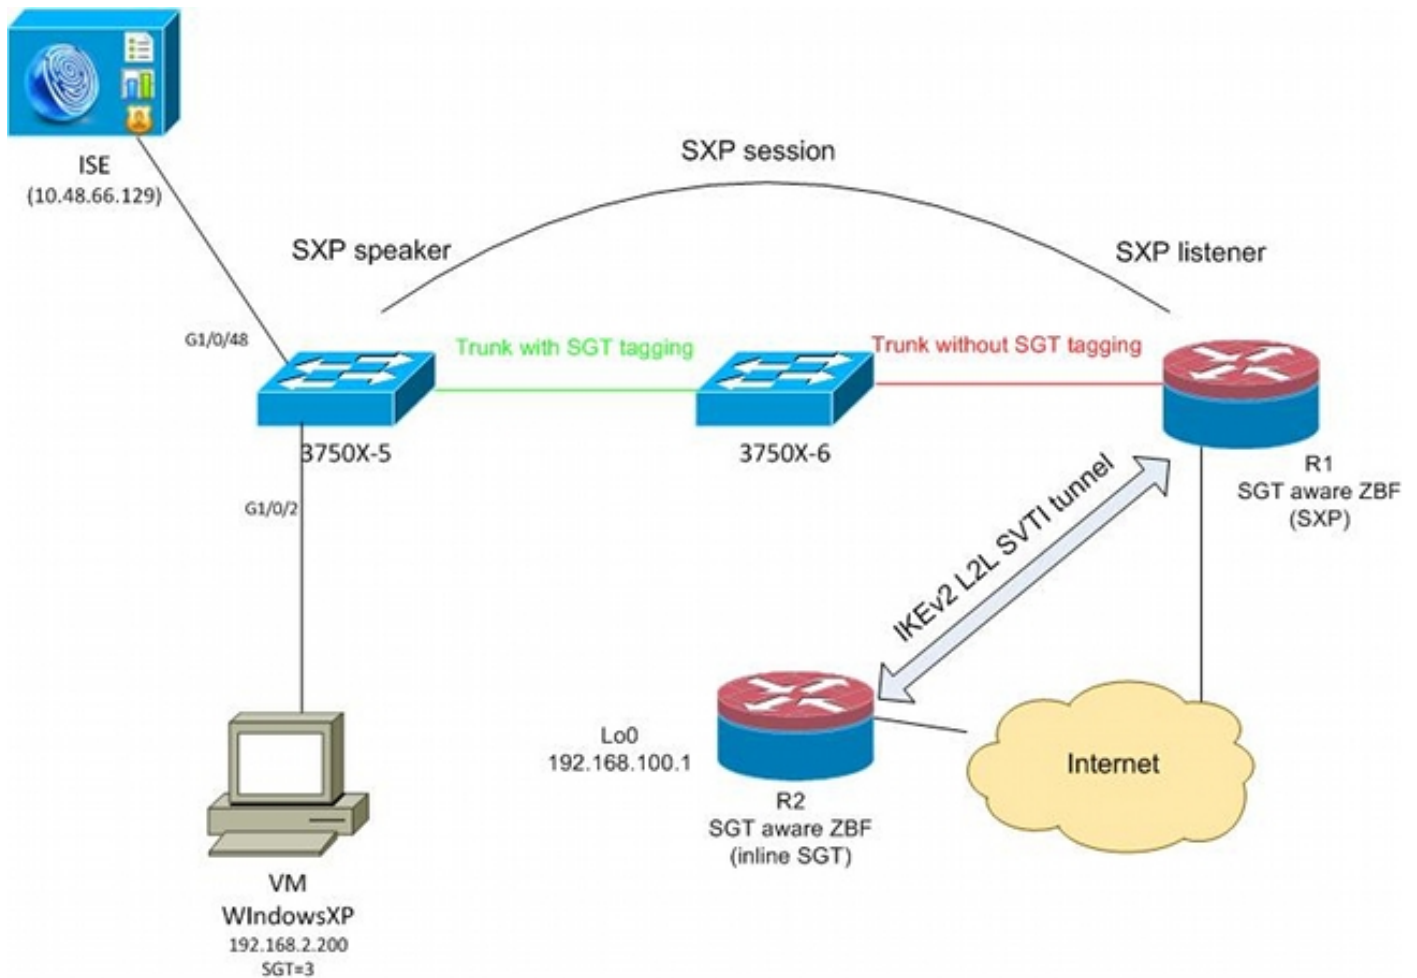 ISE
(10.48.66.129)
SXP session
SXP speaker
SXP listener
G1/0/48
Trunk with SGT tagging
Trunk without SGT tagging
3750X-5
3750X-6
R1
SGT aware ZBF
(SXP)
G1/0/2
IKEv2 L2L SVTI tunnel
Lo0
192.168.100.1
Internet
R2
SGT aware ZBF
(inline SGT)
VM
WIndowsXP
192.168.2.200
SGT=3